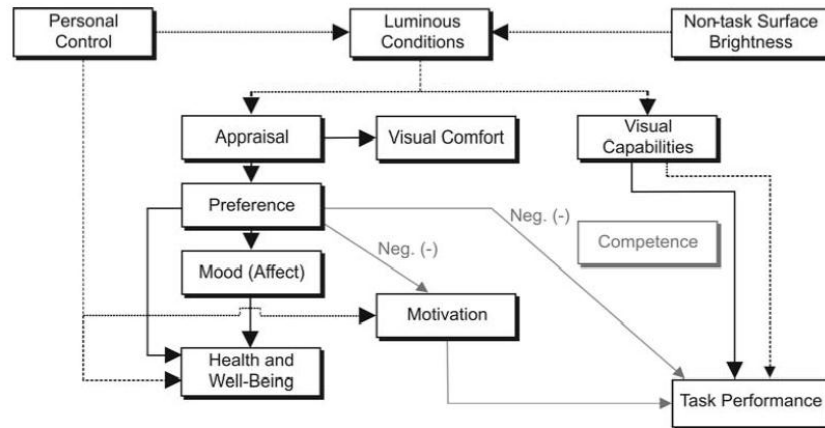 Personal
Control
Luminous
Conditions
Non-task Surface
Brightness
Appraisal
Visual Comfort
Visual
Capabilities
Preference
Neg. (-)
Neg. (-)
Competence
Mood (Affect)
Motivation
Health and
Well-Being
Task Performance